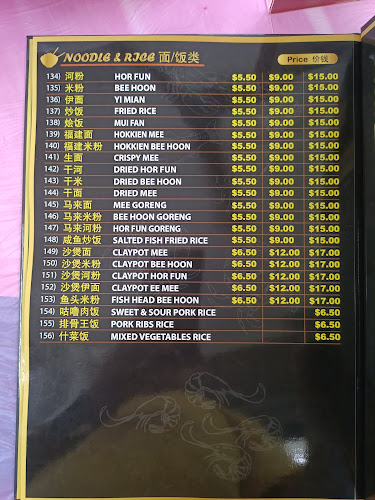 NOODLE & RICE 面/饭类 Price 价钱
134) 河粉 HOR FUN $5.50 $9.00 $15.00
135) 米粉 BEE HOON $5.50 $9.00 $15.00
136) 伊面 YI MIAN $5.50 $9.00 $15.00
137) 炒饭 FRIED RICE $5.50 $9.00 $15.00
138) 烩饭 MUI FAN $5.50 $9.00 $15.00
139) 福建面 HOKKIEN MEE $5.50 $9.00 $15.00
140) 福建米粉 HOKKIEN BEE HOON $5.50 $9.00 $15.00
141) 生面 CRISPY MEE $5.50 $9.00 $15.00
142) 干河 DRIED HOR FUN $5.50 $9.00 $15.00
143) 干米 DRIED BEE HOON $5.50 $9.00 $15.00
144) 干面 DRIED MEE $5.50 $9.00 $15.00
145) 马来面 MEE GORENG $5.50 $9.00 $15.00
146) 马来米粉 BEE HOON GORENG $5.50 $9.00 $15.00
147) 马来河粉 HOR FUN GORENG $5.50 $9.00 $15.00
148) 咸鱼炒饭 SALTED FISH FRIED RICE $5.50 $9.00 $15.00
149) 沙煲面 CLAYPOT MEE $6.50 $12.00 $17.00
150) 沙煲米粉 CLAYPOT BEE HOON $6.50 $12.00 $17.00
151) 沙煲河粉 CLAYPOT HOR FUN $6.50 $12.00 $17.00
152) 沙煲伊面 CLAYPOT EE MEE $6.50 $12.00 $17.00
153) 鱼头米粉 FISH HEAD BEE HOON $6.50 $12.00 $17.00
154) 咕噜肉饭 SWEET & SOUR PORK RICE $6.50
155) 排骨王饭 PORK RIBS RICE $6.50
156) 什菜饭 MIXED VEGETABLES RICE $6.50